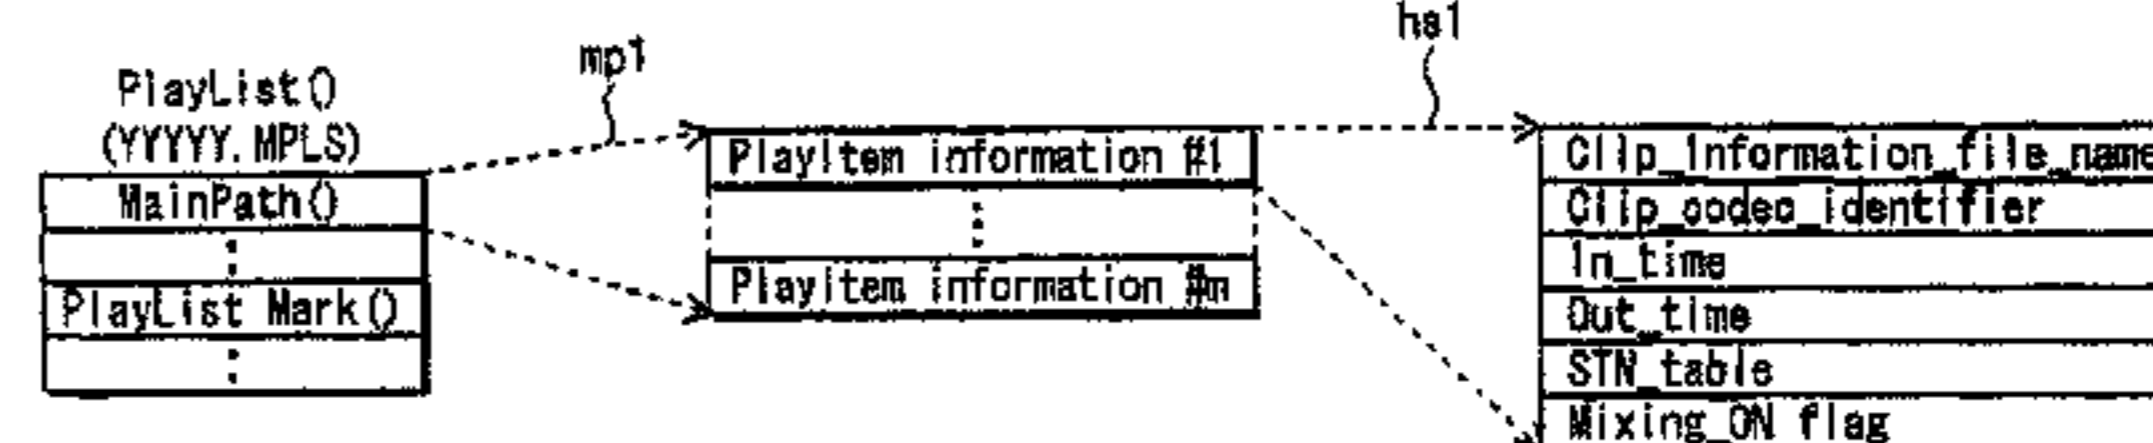 mp1
hs1
PlayList()
(YYYYY.MPLS)
MainPath()
PlayList Mark()
PlayItem information #1
PlayItem information #m
Clip_information_file_name
Clip_codec_identifier
In_time
Out_time
STN_table
Mixing_ON flag